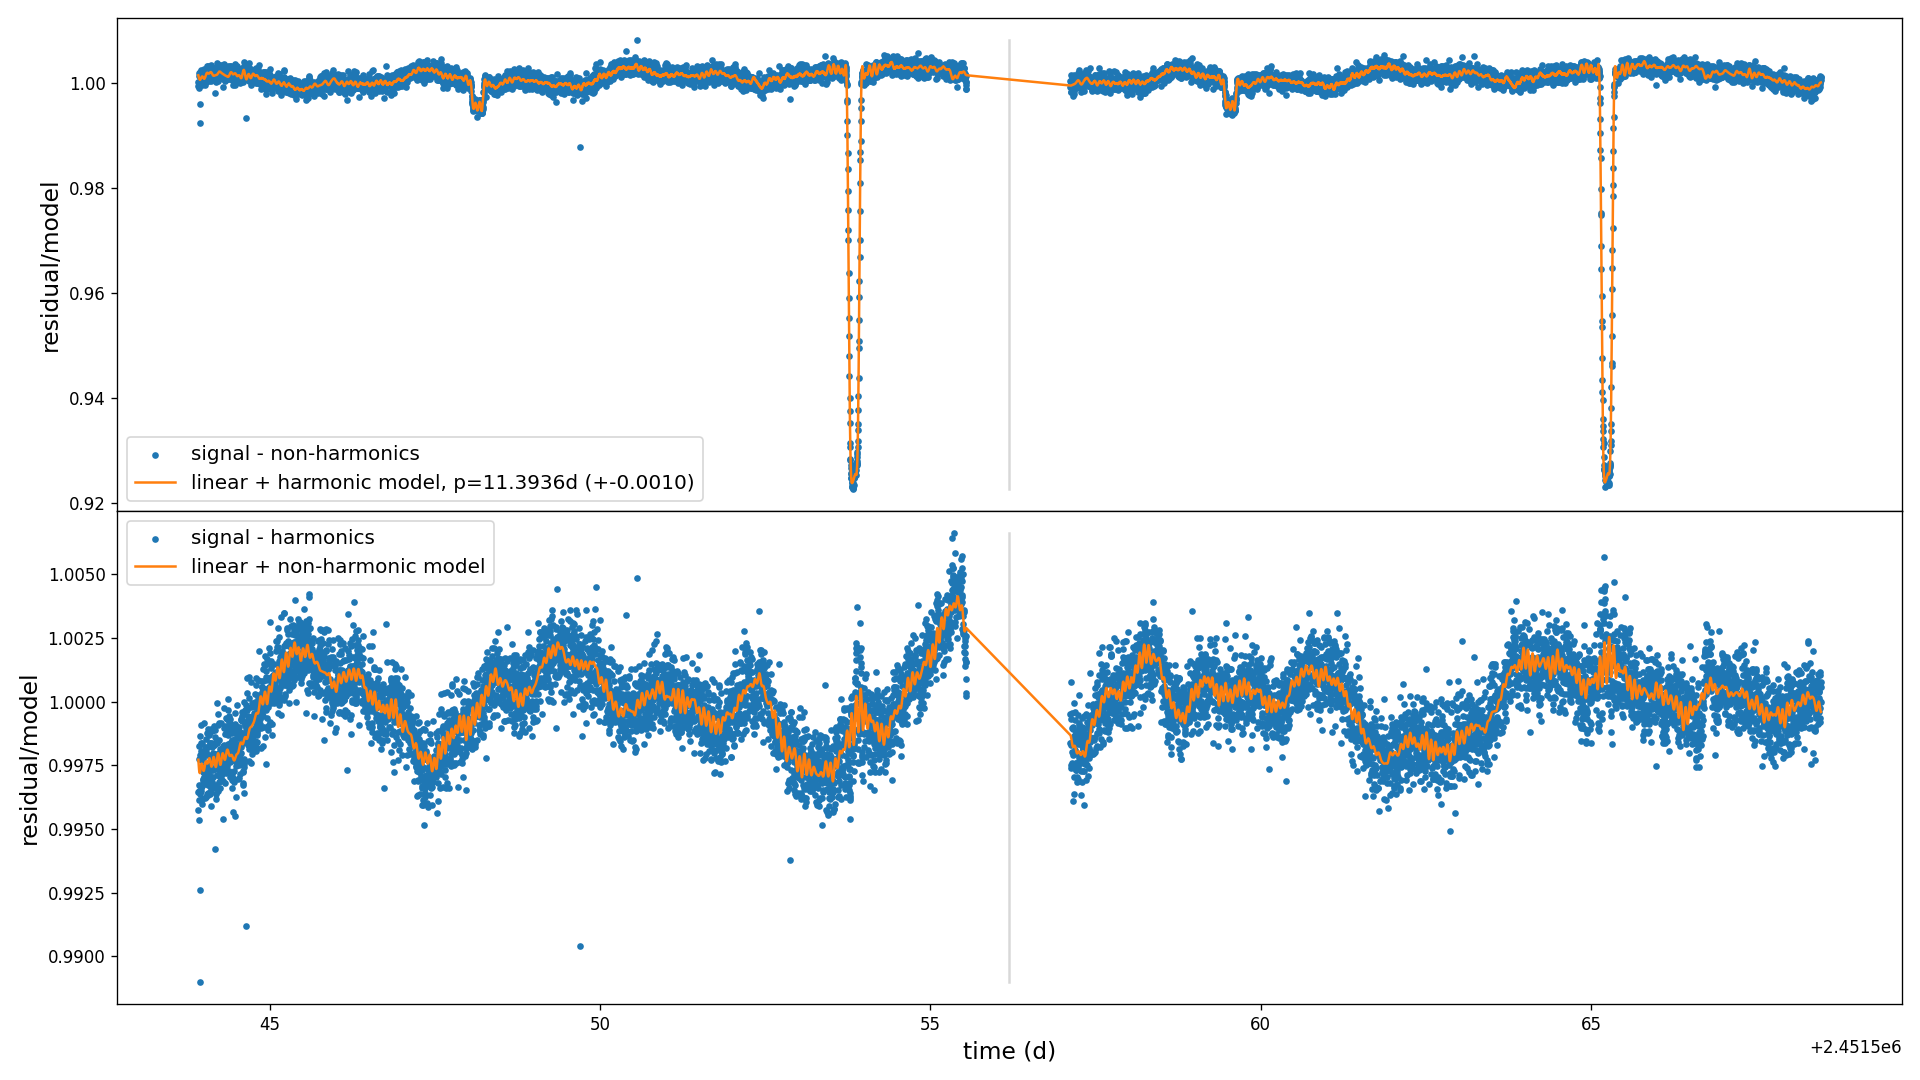 1.00
0.98
0.96
0.94
0.92
residual/model
signal - non-harmonics
linear + harmonic model, p=11.3936d (+-0.0010)
signal - harmonics
linear + non-harmonic model
1.0050
1.0025
1.0000
0.9975
0.9950
0.9925
0.9900
residual/model
45
50
55
60
65
time (d)
+2.4515e6